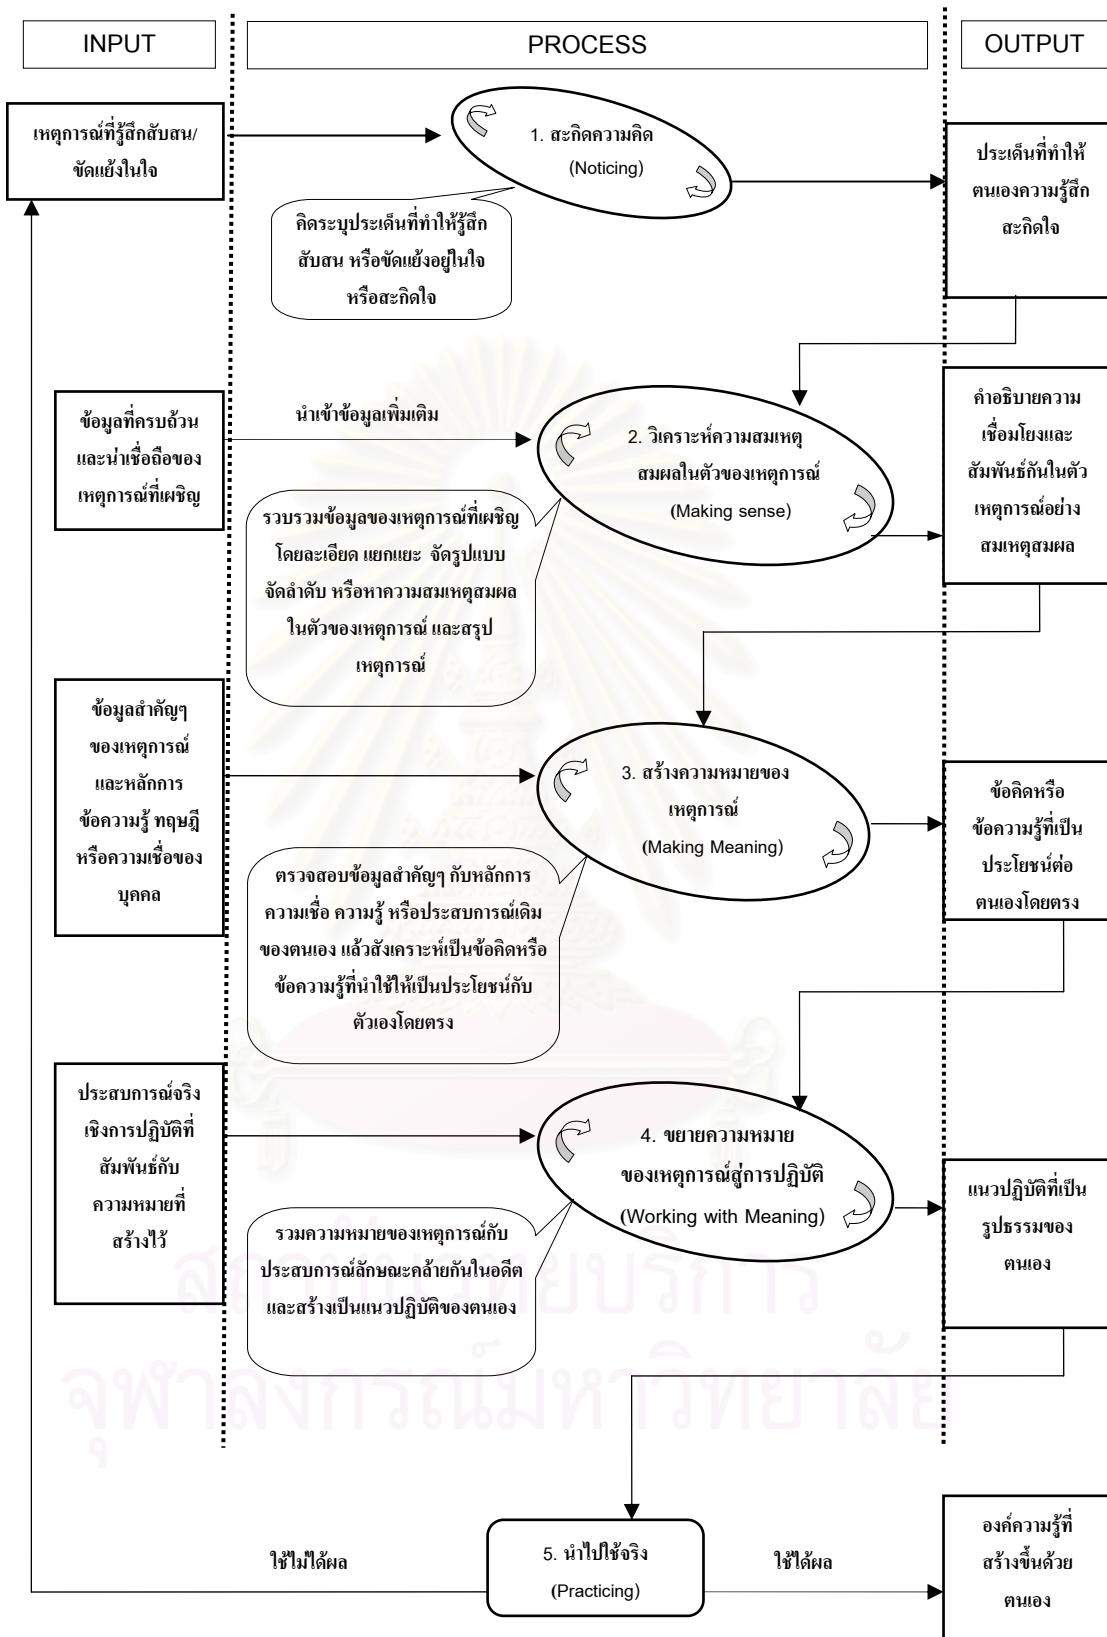 INPUT
PROCESS
OUTPUT
เหตุการณ์ที่รู้สึกสับสน/
ขัดแย้งในใจ
1. สะกิดความคิด
(Noticing)
ประเด็นที่ทำให้
ตนเองความรู้สึก
สะกิดใจ
คิดระบุประเด็นที่ทำให้รู้สึก
สับสน หรือขัดแย้งอยู่ในใจ
หรือสะกิดใจ
ข้อมูลที่ครบถ้วน
และน่าเชื่อถือของ
เหตุการณ์ที่เผชิญ
นำเข้าข้อมูลเพิ่มเติม
2. วิเคราะห์ความสมเหตุ
สมผลในตัวของเหตุการณ์
(Making sense)
คำอธิบายความ
เชื่อมโยงและ
สัมพันธ์กันในตัว
เหตุการณ์อย่าง
สมเหตุสมผล
รวบรวมข้อมูลของเหตุการณ์ที่เผชิญ
โดยละเอียด แยกแยะ จัดรูปแบบ
จัดลำดับ หรือหาความสมเหตุสมผล
ในตัวของเหตุการณ์ และสรุป
เหตุการณ์
ข้อมูลสำคัญๆ
ของเหตุการณ์
และหลักการ
ข้อความรู้ ทฤษฎี
หรือความเชื่อของ
บุคคล
3. สร้างความหมายของ
เหตุการณ์
(Making Meaning)
ข้อคิดหรือ
ข้อความรู้ที่เป็น
ประโยชน์ต่อ
ตนเองโดยตรง
ตรวจสอบข้อมูลสำคัญๆ กับหลักการ
ความเชื่อ ความรู้ หรือประสบการณ์เดิม
ของตนเอง แล้วสังเคราะห์เป็นข้อคิดหรือ
ข้อความรู้ที่นำใช้ให้เป็นประโยชน์กับ
ตัวเองโดยตรง
ประสบการณ์จริง
เชิงการปฏิบัติที่
สัมพันธ์กับ
ความหมายที่
สร้างไว้
4. ขยายความหมาย
ของเหตุการณ์สู่การปฏิบัติ
(Working with Meaning)
แนวปฏิบัติที่เป็น
รูปธรรมของ
ตนเอง
รวมความหมายของเหตุการณ์กับ
ประสบการณ์ลักษณะคล้ายกันในอดีต
และสร้างเป็นแนวปฏิบัติของตนเอง
สถาบันวิทยบริการ
จุฬาลงกรณ์มหาวิทยาลัย
ใช้ไม่ได้ผล
5. นำไปใช้จริง
(Practicing)
ใช้ได้ผล
องค์ความรู้ที่
สร้างขึ้นด้วย
ตนเอง